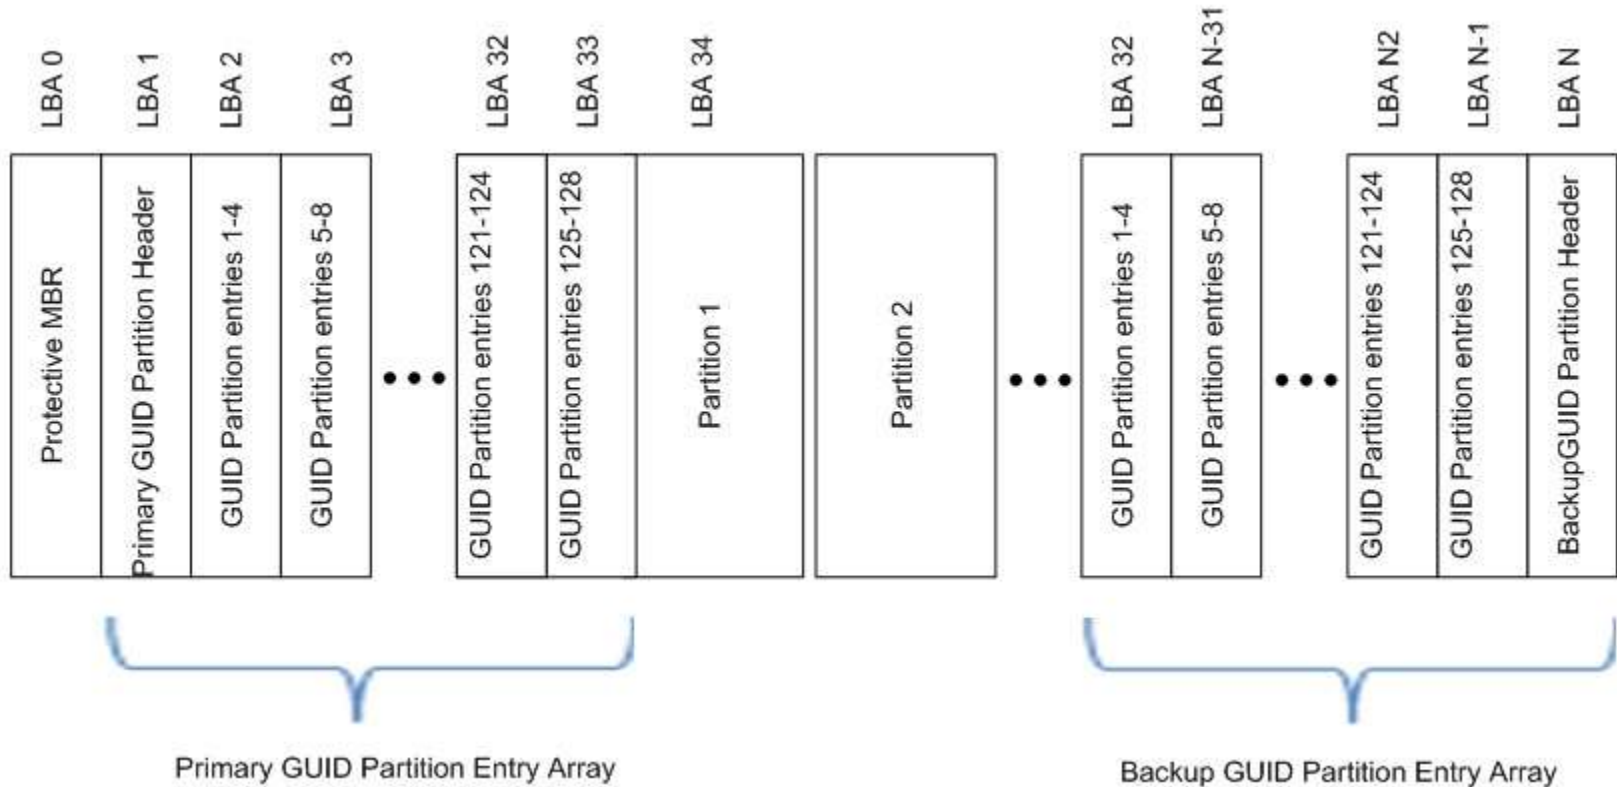 LBA 0
LBA 1
LBA 2
LBA 3
LBA 32
LBA 33
LBA 34
LBA 32
LBA N-31
LBA N2
LBA N-1
LBA N
Protective MBR
Primary GUID Partition Header
GUID Partition entries 1-4
GUID Partition entries 5-8
GUID Partition entries 121-124
GUID Partition entries 125-128
Partition 1
Partition 2
GUID Partition entries 1-4
GUID Partition entries 5-8
GUID Partition entries 121-124
GUID Partition entries 125-128
BackupGUID Partition Header
Primary GUID Partition Entry Array
Backup GUID Partition Entry Array